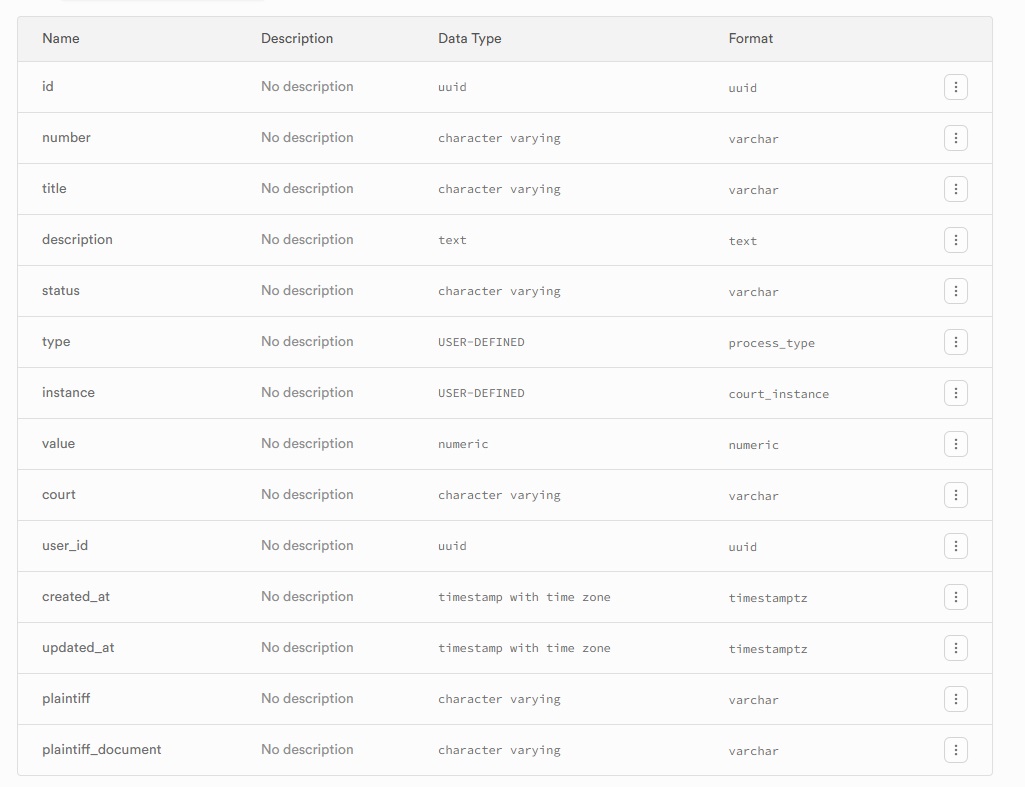 Name Description Data Type Format
id No description uuid uuid
number No description character varying varchar
title No description character varying varchar
description No description text text
status No description character varying varchar
type No description USER-DEFINED process_type
instance No description USER-DEFINED court_instance
value No description numeric numeric
court No description character varying varchar
user_id No description uuid uuid
created_at No description timestamp with time zone timestamptz
updated_at No description timestamp with time zone timestamptz
plaintiff No description character varying varchar
plaintiff_document No description character varying varchar